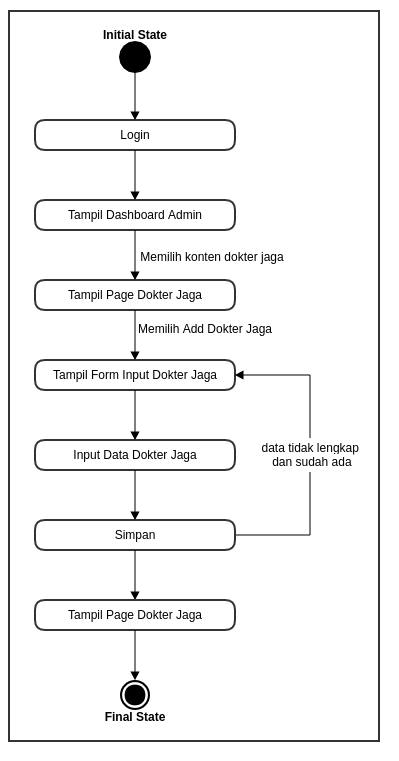 Initial State
Login
Tampil Dashboard Admin
Memilih konten dokter jaga
Tampil Page Dokter Jaga
Memilih Add Dokter Jaga
Tampil Form Input Dokter Jaga
data tidak lengkap
dan sudah ada
Input Data Dokter Jaga
Simpan
Tampil Page Dokter Jaga
Final State